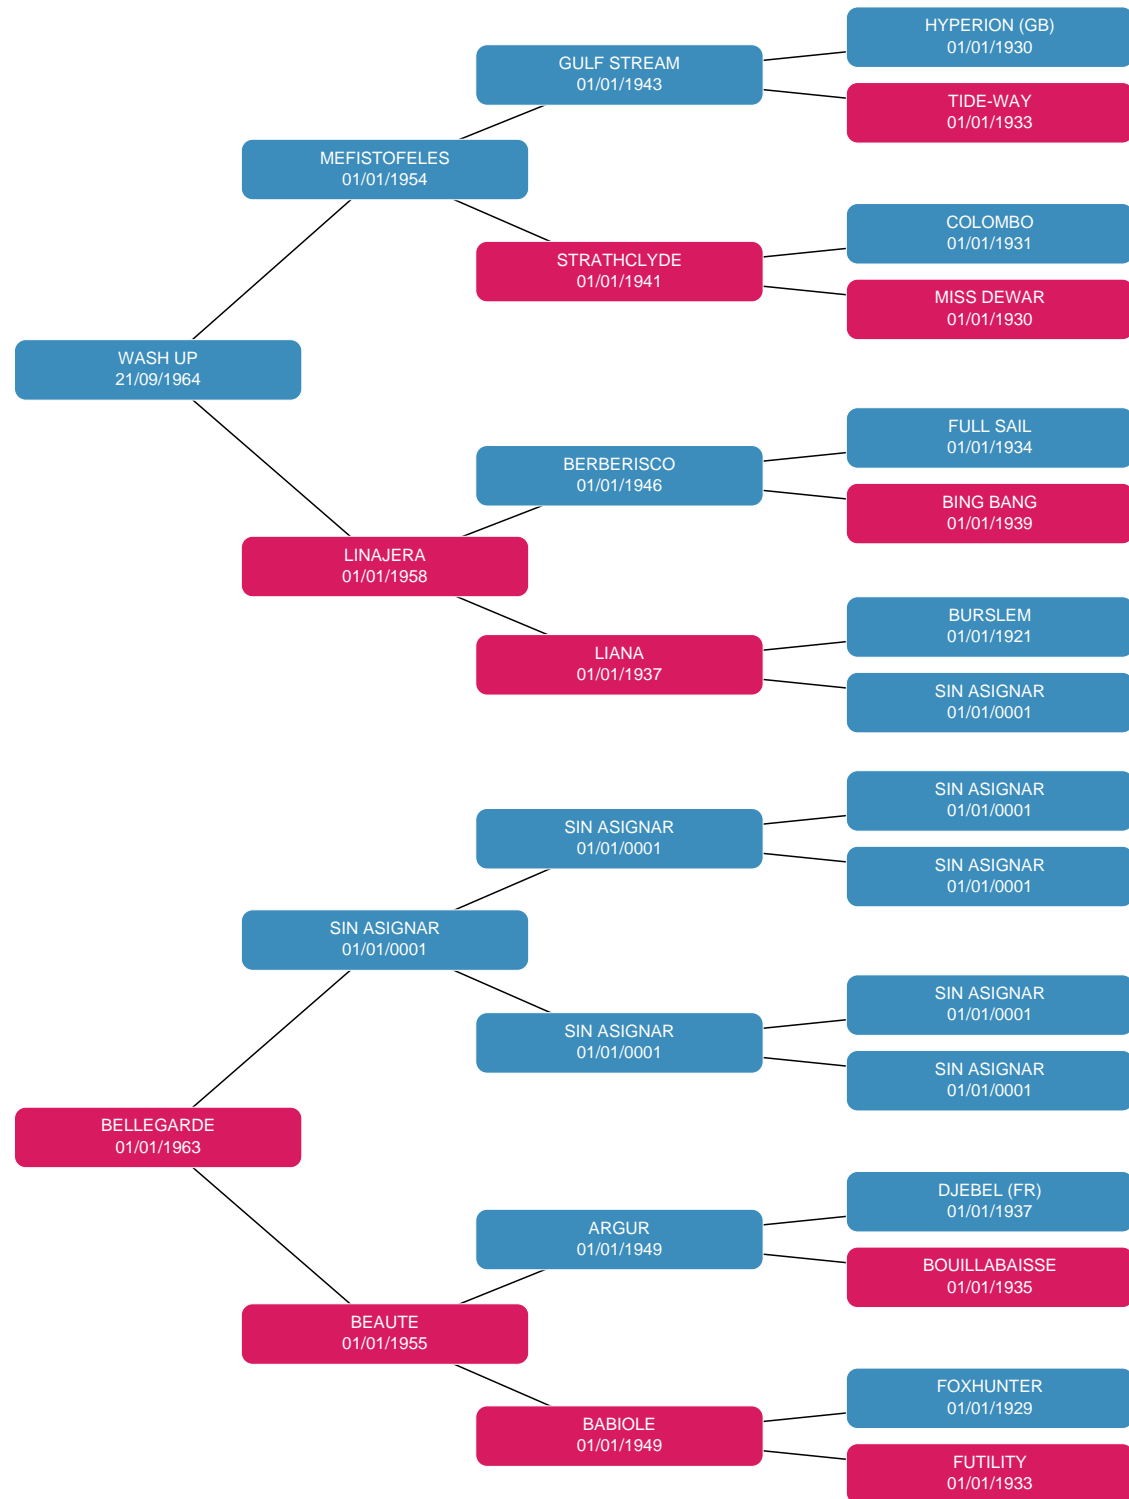 HYPERION (GB)
01/01/1930
GULF STREAM
01/01/1943
TIDE-WAY
01/01/1933
MEFISTOFELES
01/01/1954
COLOMBO
01/01/1931
STRATHCLYDE
01/01/1941
MISS DEWAR
01/01/1930
WASH UP
21/09/1964
FULL SAIL
01/01/1934
BERBERISCO
01/01/1946
BING BANG
01/01/1939
LINAJERA
01/01/1958
BURSLEM
01/01/1921
LIANA
01/01/1937
SIN ASIGNAR
01/01/0001
SIN ASIGNAR
01/01/0001
SIN ASIGNAR
01/01/0001
SIN ASIGNAR
01/01/0001
SIN ASIGNAR
01/01/0001
SIN ASIGNAR
01/01/0001
SIN ASIGNAR
01/01/0001
SIN ASIGNAR
01/01/0001
BELLEGARDE
01/01/1963
DJEBEL (FR)
01/01/1937
ARGUR
01/01/1949
BOUILLABAISSE
01/01/1935
BEAUTE
01/01/1955
FOXHUNTER
01/01/1929
BABIOLE
01/01/1949
FUTILITY
01/01/1933